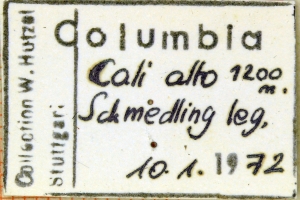 Collection W. Hutzel
Stuttgart
Columbia
Cali alto 1200 m.
Schmedling leg.
10. 1. 1972